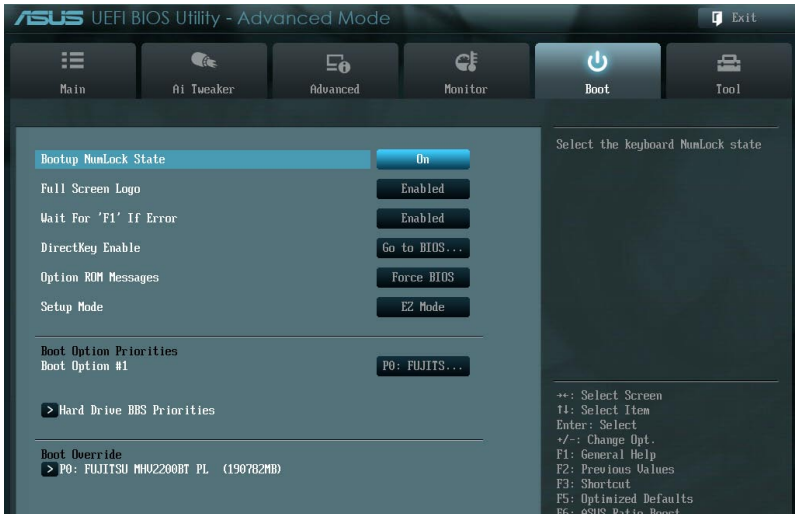 ASUS UEFI BIOS Utility - Advanced Mode
Exit
Main
Ai Tweaker
Advanced
Monitor
Boot
Tool
Bootup NumLock State
On
Full Screen Logo
Enabled
Wait For 'F1' If Error
Enabled
DirectKey Enable
Go to BIOS...
Option ROM Messages
Force BIOS
Setup Mode
EZ Mode
Boot Option Priorities
Boot Option #1
P0: FUJITS...
> Hard Drive BBS Priorities
Boot Override
> P0: FUJITSU MHV2200BT PL (190782MB)
Select the keyboard NumLock state
→←: Select Screen
↑↓: Select Item
Enter: Select
+/-: Change Opt.
F1: General Help
F2: Previous Values
F3: Shortcut
F5: Optimized Defaults
F6: ASUS Ratio Boost